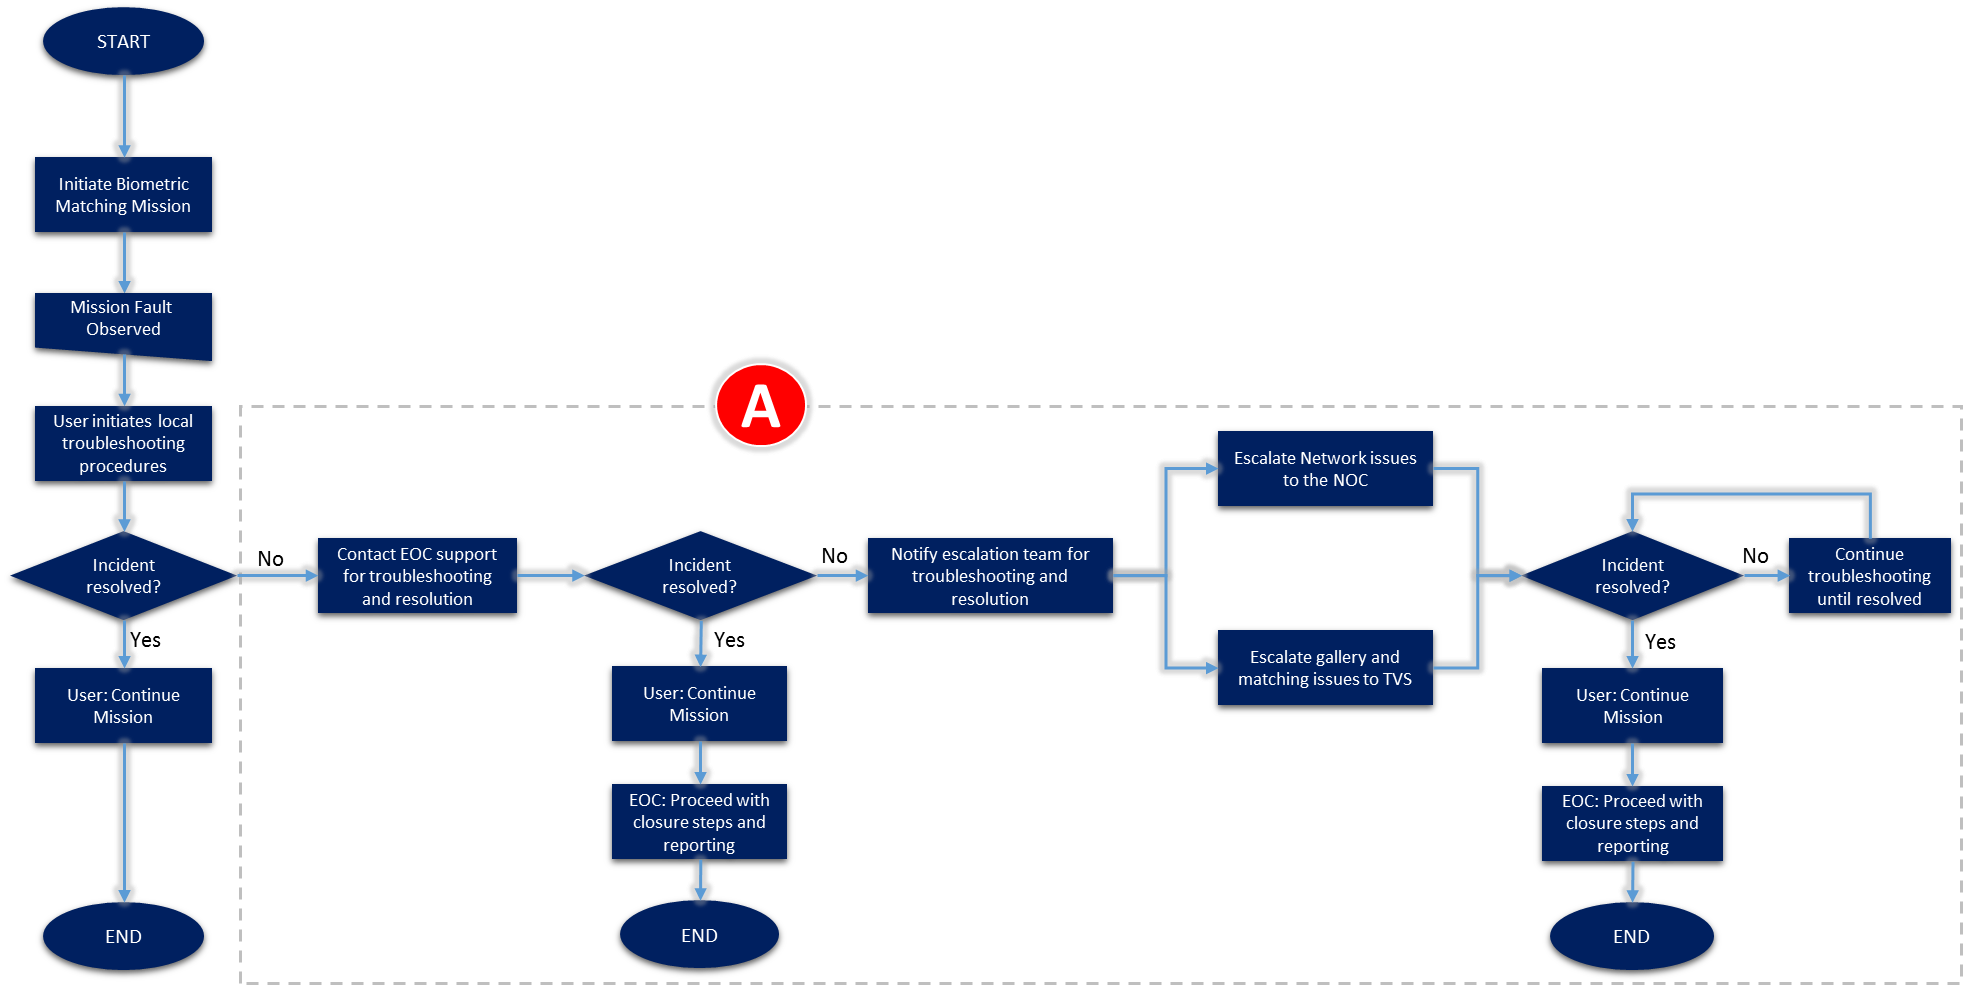 START
Initiate Biometric
Matching Mission
Mission Fault
Observed
User initiates local
troubleshooting
procedures
Incident
resolved?
Yes
User: Continue
Mission
END
A
No
Contact EOC support
for troubleshooting
and resolution
Incident
resolved?
Yes
User: Continue
Mission
EOC: Proceed with
closure steps and
reporting
END
No
Notify escalation team for
troubleshooting and
resolution
Escalate Network issues
to the NOC
Escalate gallery and
matching issues to TVS
Incident
resolved?
No
Continue
troubleshooting
until resolved
Yes
User: Continue
Mission
EOC: Proceed with
closure steps and
reporting
END